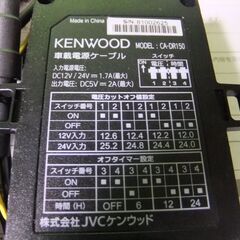 Made in China
S/N 81002625
KENWOOD MODEL: CA-DR150
車載電源ケーブル
入力電源電圧:
DC12V / 24V ⎓ 1.7A(最大)
出力電圧: DC5V ⎓ 2A(最大)
スイッチ
電圧 時間
ON
1 2 3 4
電圧カットオフ値設定
スイッチ番号 1 2 1 2 1 2 1 2
ON
OFF
12V入力 12.6 12.4 12.2 12.0
24V入力 25.2 24.8 24.4 24.0
オフタイマー設定
スイッチ番号 3 4 3 4 3 4 3 4
ON
OFF
時間 (H) 0 6 12 24
株式会社 JVCケンウッド